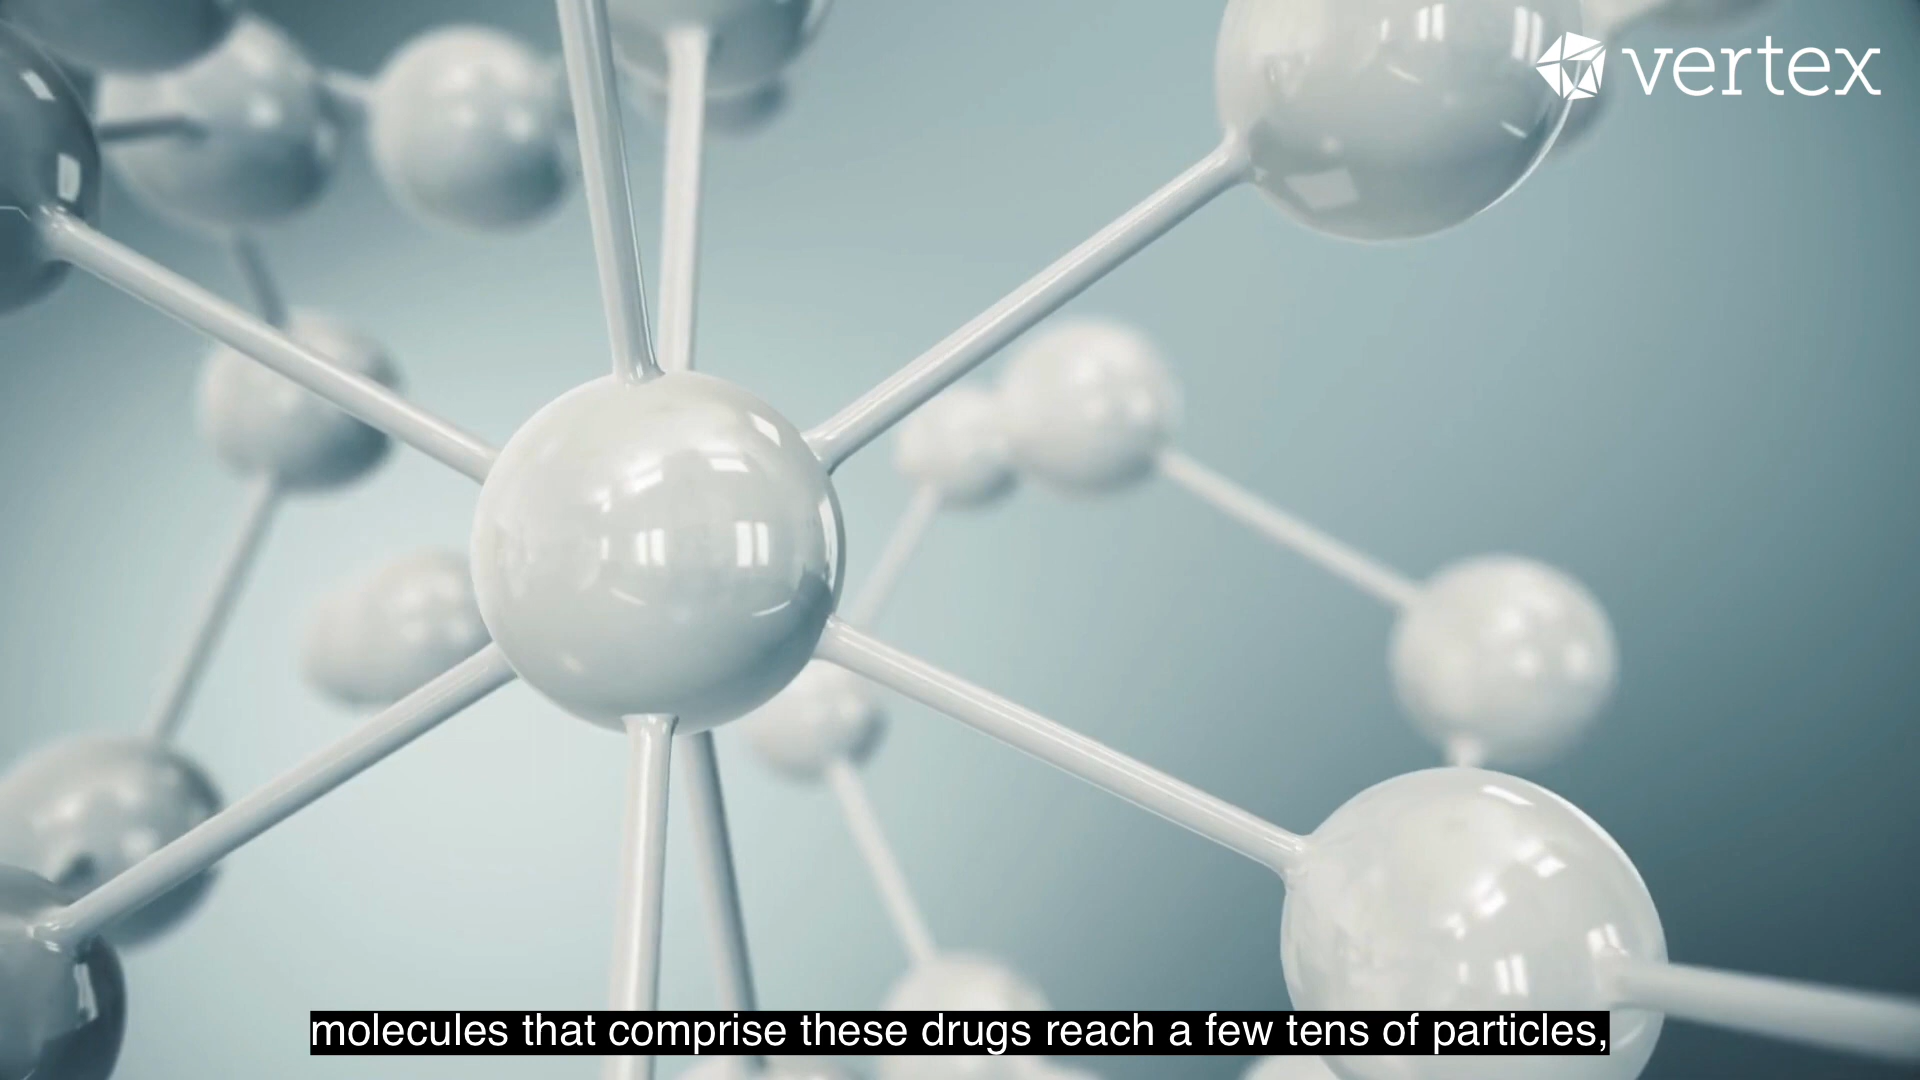 vertex
molecules that comprise these drugs reach a few tens of particles,